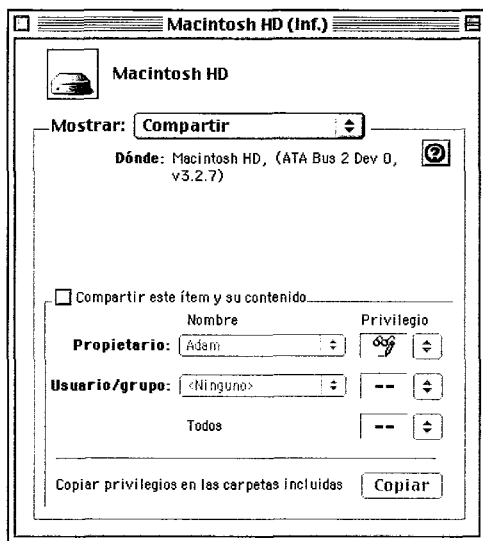 Macintosh HD (Inf.)
Macintosh HD
Mostrar: Compartir
Dónde: Macintosh HD, (ATA Bus 2 Dev 0,
v3.2.7)
Compartir este ítem y su contenido
Nombre Privilegio
Propietario: Adam
Usuario/grupo: <Ninguno> --
Todos --
Copiar privilegios en las carpetas incluidas Copiar